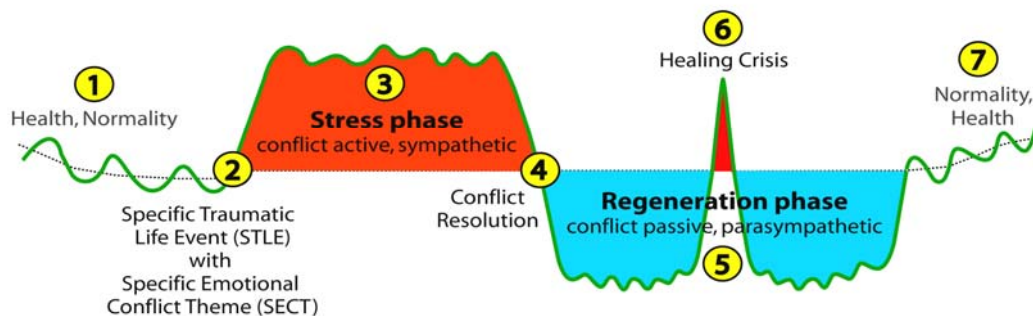 1
Health, Normality
2
Specific Traumatic
Life Event (STLE)
with
Specific Emotional
Conflict Theme (SECT)
3
Stress phase
conflict active, sympathetic
4
Conflict
Resolution
5
Regeneration phase
conflict passive, parasympathetic
6
Healing Crisis
7
Normality,
Health